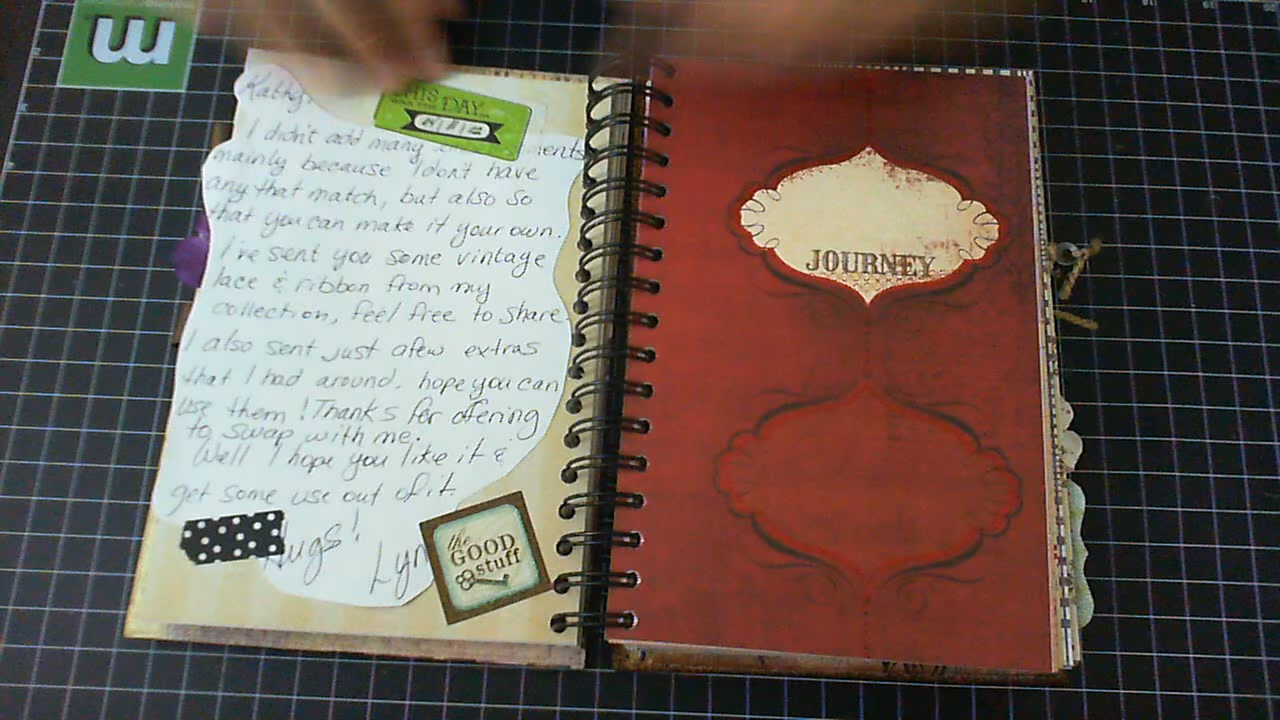 Kathy,
THIS DAY...
I didn't add many
ments
mainly because I don't have
any that match, but also so
that you can make it your own.
I've sent you some vintage
lace & ribbon from my
collection, feel free to share
I also sent just afew extras
that I had around. hope you can
use them! Thanks for offering
to swap with me.
Well I hope you like it &
get some use out of it.
Hugs!
Lyn
the
GOOD
stuff
JOURNEY